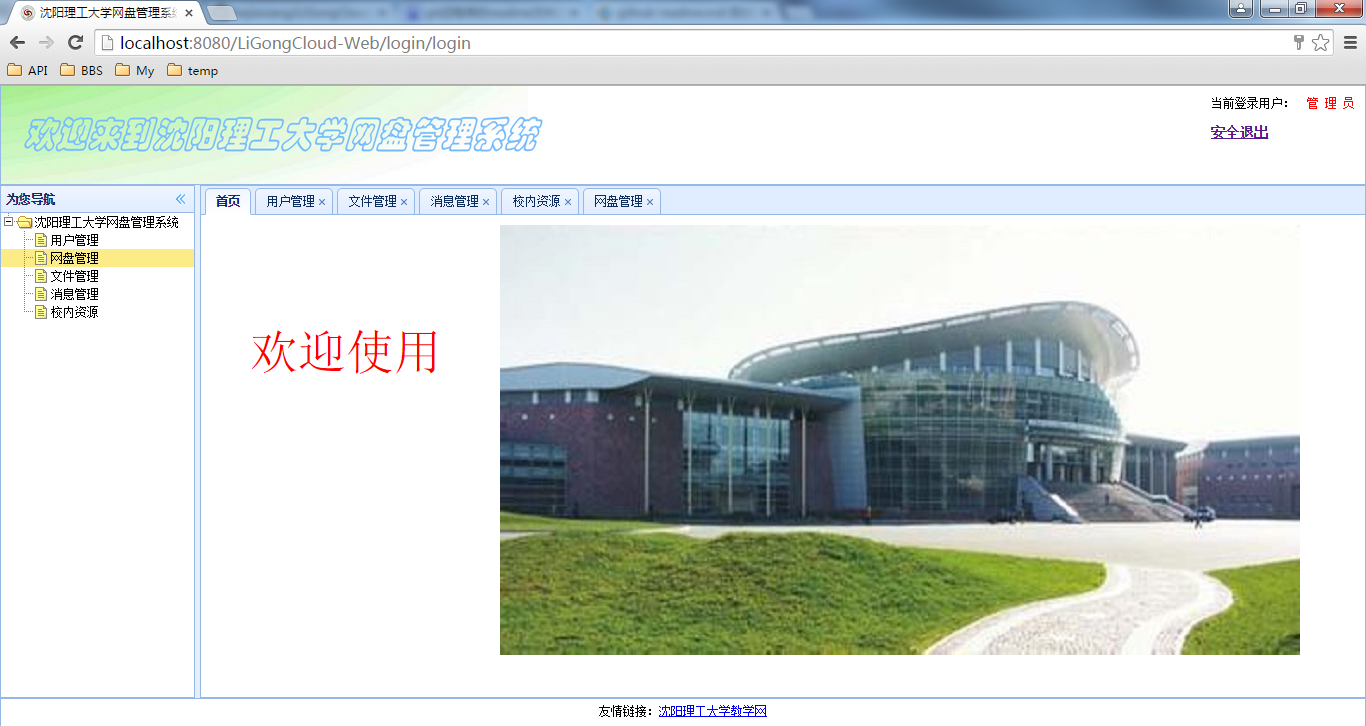 沈阳理工大学网盘管理系统
localhost:8080/LiGongCloud-Web/login/login
API BBS My temp
欢迎来到沈阳理工大学网盘管理系统
当前登录用户： 管 理 员
安全退出
为您导航
沈阳理工大学网盘管理系统
用户管理
网盘管理
文件管理
消息管理
校内资源
首页 用户管理 文件管理 消息管理 校内资源 网盘管理
欢迎使用
友情链接：沈阳理工大学教学网